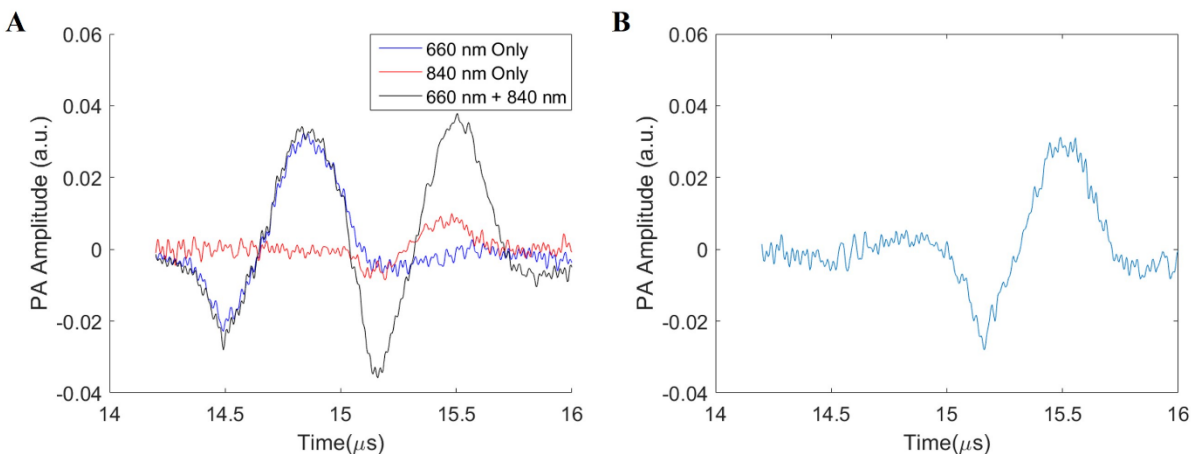 A
PA Amplitude (a.u.)
0.06
0.04
0.02
0
-0.02
-0.04
14
14.5
15
15.5
16
Time(μs)
660 nm Only
840 nm Only
660 nm + 840 nm
B
PA Amplitude (a.u.)
0.06
0.04
0.02
0
-0.02
-0.04
14
14.5
15
15.5
16
Time(μs)